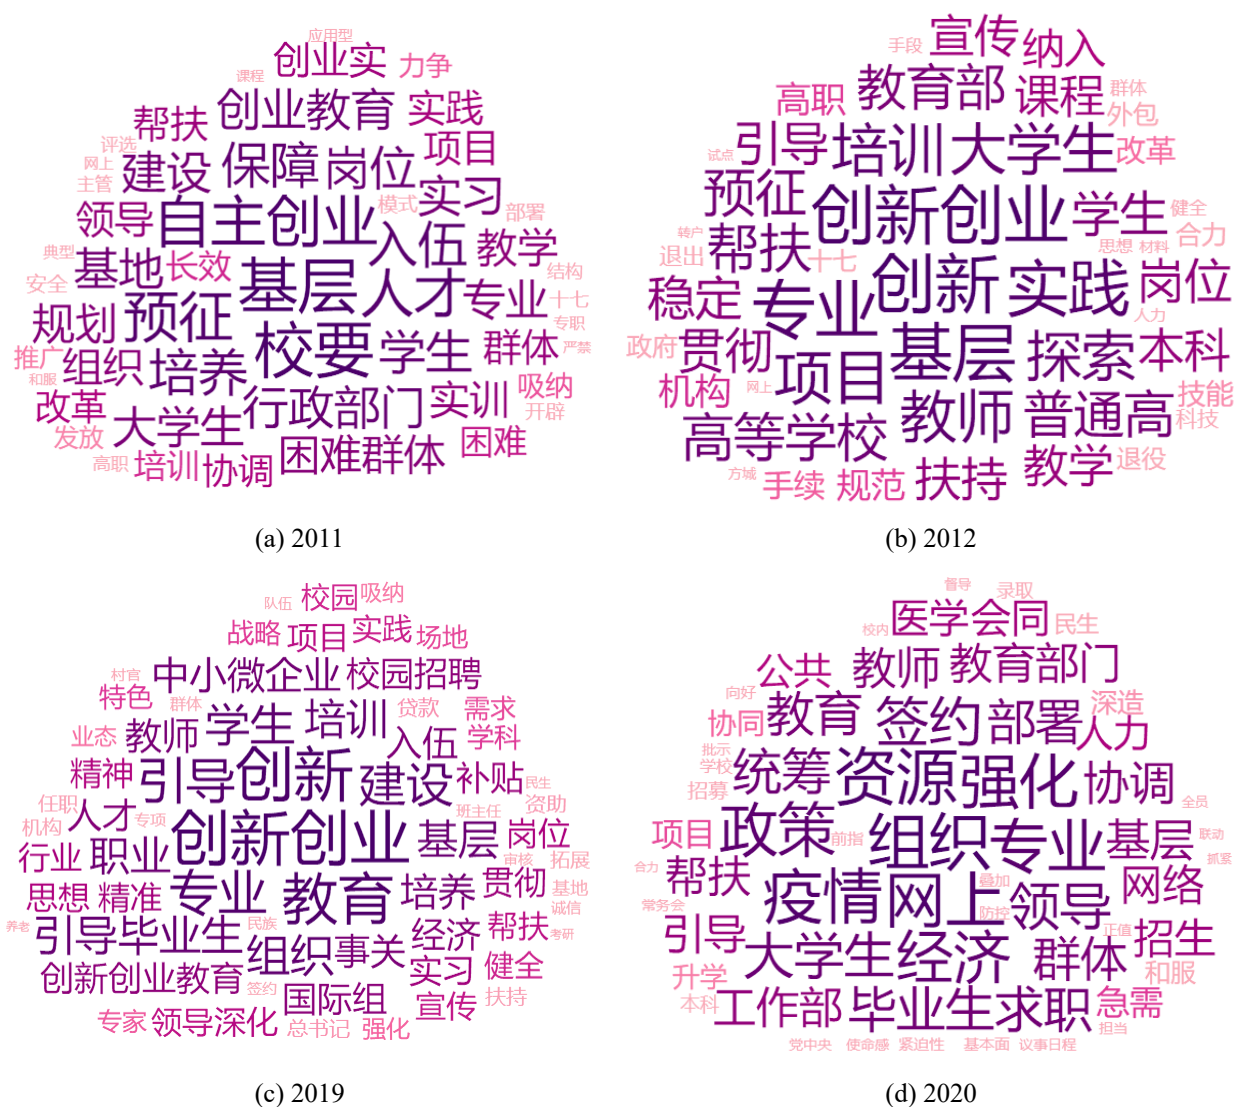 应用型
创业实 力争
课程
创业教育 实践
帮扶
评选 保障 岗位 项目
网上 建设
主管 实习
领导 自主创业 模式 部署
入伍 教学
典型 基地 长效
安全 基层 人才 专业 结构
十七
规划 预征 专职
推广 校要 学生 群体 严禁
和服 组织 培养 吸纳
改革 行政部门 实训 开辟
发放 大学生
高职 培训 协调 困难群体 困难
(a) 2011
手段 宣传 纳入
高职 教育部 课程 群体
外包
试点 引导 培训 大学生 改革
预征 创新创业 学生 健全
转户 帮扶 思想 材料 合力
退出 十七
稳定 专业 创新 实践 岗位
人力
政府 贯彻 基层 探索 本科
机构 网上 项目 技能
高等学校 教师 普通高 科技
方城 教学 退役
手续 规范 扶持
(b) 2012
队伍 校园 吸纳
战略 项目 实践 场地
村官 中小微企业 校园招聘
特色 群体 贷款 需求
业态 教师 学生 培训 入伍 学科
精神 引导 创新 建设 补贴 民生
任职 人才 专项 班主任 资助
机构 创新创业 基层 岗位
行业 职业 审核 拓展
思想 精准 专业 教育 培养 贯彻 基地
诚信
养老 引导毕业生 民族 经济 帮扶 考研
组织 事关
创新创业教育 签约 实习 健全
国际组 宣传 扶持
专家 领导深化 总书记 强化
(c) 2019
督导 录取
校内 医学 会同 民生
公共 教师 教育部门
向好 深造
协同 教育 签约 部署 人力
批示
学校 统筹 资源 强化 协调
招募 全员
项目 政策 前指 组织 专业 基层 联动
抓紧
合力 帮扶 疫情 网上 叠加 领导 网络
常务会 防控
引导 大学生 经济 群体 正值 招生
升学 和服
本科 工作部 毕业生求职 急需
担当
党中央 使命感 紧迫性 基本面 议事日程
(d) 2020